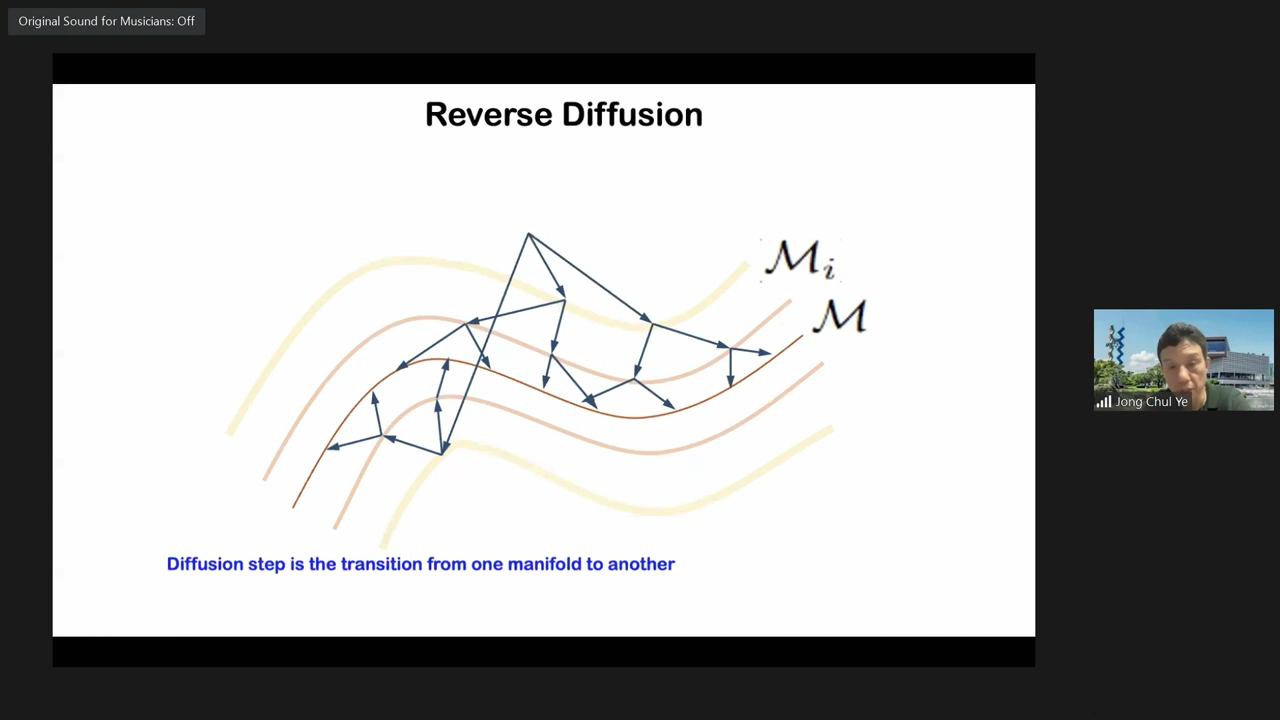 Original Sound for Musicians: Off
Reverse Diffusion
ℳᵢ
ℳ
Jong Chul Ye
Diffusion step is the transition from one manifold to another